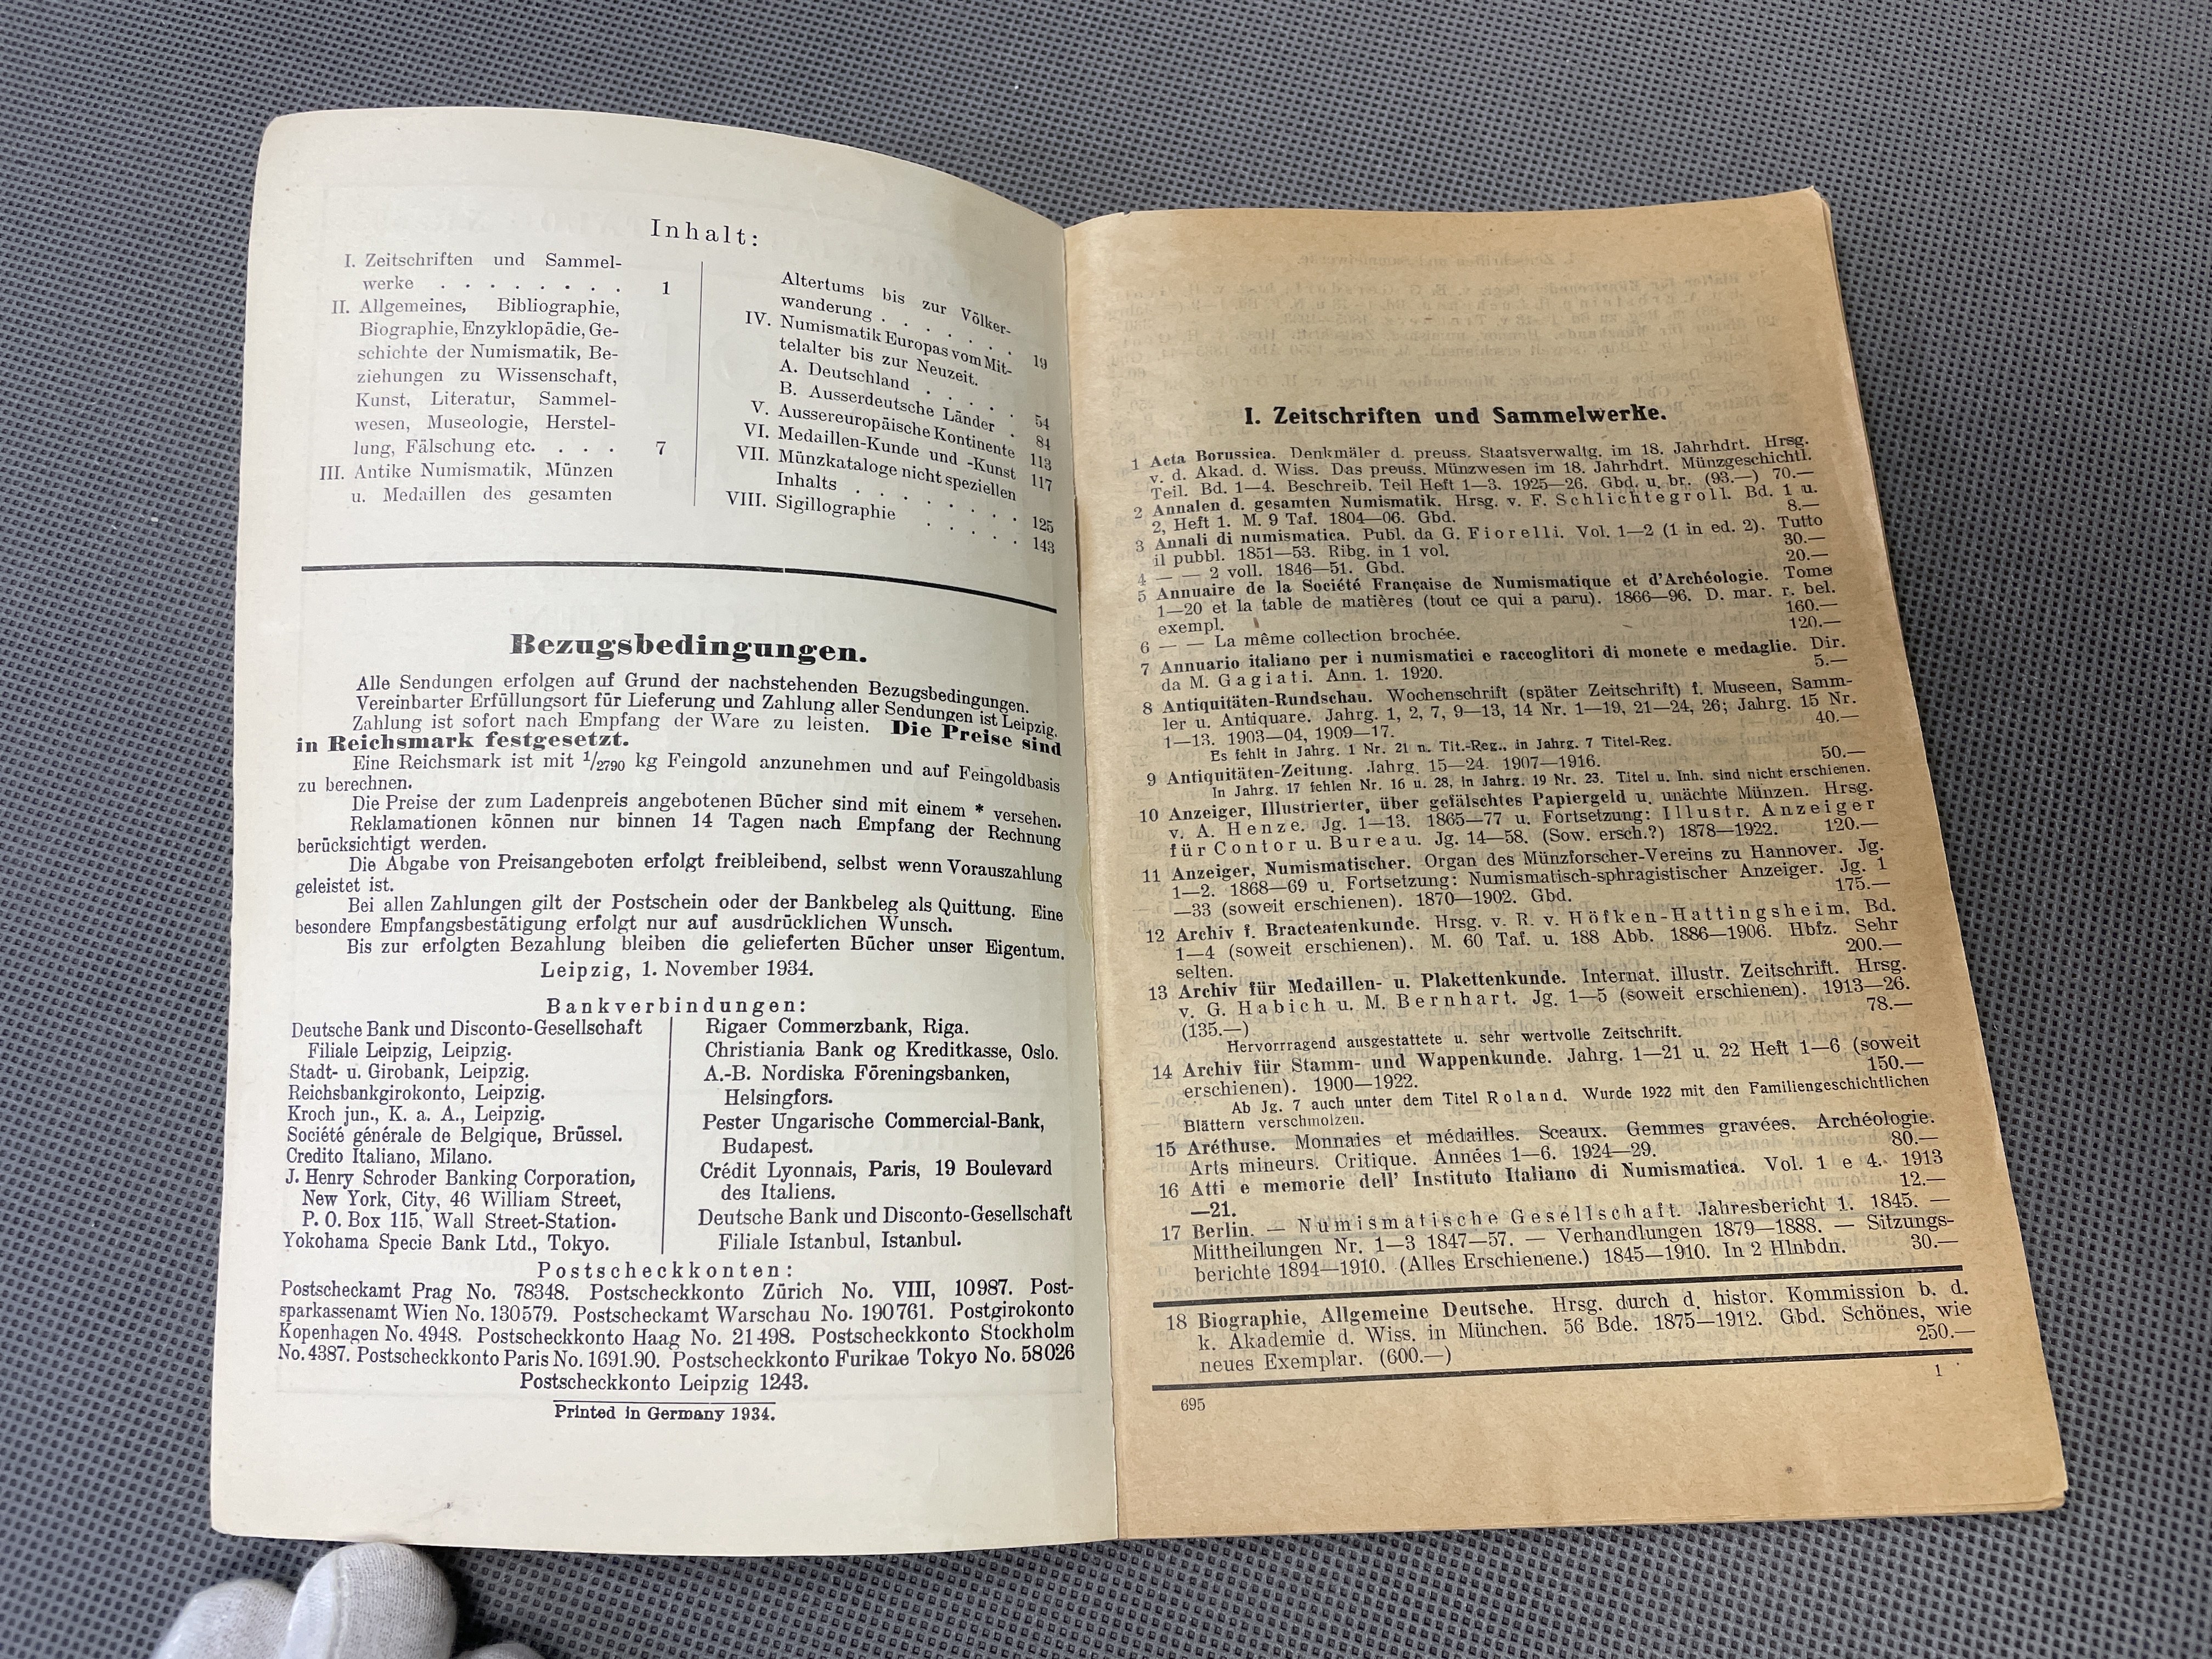 Inhalt:
I. Zeitschriften und Sammel-
werke . . . . . . . . 1
II. Allgemeines, Bibliographie,
Biographie, Enzyklopädie, Ge-
schichte der Numismatik, Be-
ziehungen zu Wissenschaft,
Kunst, Literatur, Sammel-
wesen, Museologie, Herstel-
lung, Fälschung etc. . . . 7
III. Antike Numismatik, Münzen
u. Medaillen des gesamten
Altertums bis zur Völker-
wanderung . . . . . . 19
IV. Numismatik Europas vom Mit-
telalter bis zur Neuzeit.
A. Deutschland . . . . . 54
B. Ausserdeutsche Länder . 84
V. Aussereuropäische Kontinente 113
VI. Medaillen-Kunde und -Kunst 117
VII. Münzkataloge nicht speziellen
Inhalts . . . . . . . 125
VIII. Sigillographie . . . . . 143
Bezugsbedingungen.
Alle Sendungen erfolgen auf Grund der nachstehenden Bezugsbedingungen.
Vereinbarter Erfüllungsort für Lieferung und Zahlung aller Sendungen ist Leipzig.
Zahlung ist sofort nach Empfang der Ware zu leisten. Die Preise sind
in Reichsmark festgesetzt.
Eine Reichsmark ist mit 1/2790 kg Feingold anzunehmen und auf Feingoldbasis
zu berechnen.
Die Preise der zum Ladenpreis angebotenen Bücher sind mit einem * versehen.
Reklamationen können nur binnen 14 Tagen nach Empfang der Rechnung
berücksichtigt werden.
Die Abgabe von Preisangeboten erfolgt freibleibend, selbst wenn Vorauszahlung
geleistet ist.
Bei allen Zahlungen gilt der Postschein oder der Bankbeleg als Quittung. Eine
besondere Empfangsbestätigung erfolgt nur auf ausdrücklichen Wunsch.
Bis zur erfolgten Bezahlung bleiben die gelieferten Bücher unser Eigentum.
Leipzig, 1. November 1934.
Bankverbindungen:
Deutsche Bank und Disconto-Gesellschaft
Filiale Leipzig, Leipzig.
Stadt- u. Girobank, Leipzig.
Reichsbankgirokonto, Leipzig.
Kroch jun., K. a. A., Leipzig.
Société générale de Belgique, Brüssel.
Credito Italiano, Milano.
J. Henry Schroder Banking Corporation,
New York, City, 46 William Street,
P. O. Box 115, Wall Street-Station.
Yokohama Specie Bank Ltd., Tokyo.
Rigaer Commerzbank, Riga.
Christiania Bank og Kreditkasse, Oslo.
A.-B. Nordiska Föreningsbanken,
Helsingfors.
Pester Ungarische Commercial-Bank,
Budapest.
Crédit Lyonnais, Paris, 19 Boulevard
des Italiens.
Deutsche Bank und Disconto-Gesellschaft
Filiale Istanbul, Istanbul.
Postscheckkonten:
Postscheckamt Prag No. 78348. Postscheckkonto Zürich No. VIII, 10987. Post-
sparkassenamt Wien No. 130579. Postscheckamt Warschau No. 190761. Postgirokonto
Kopenhagen No. 4948. Postscheckkonto Haag No. 21498. Postscheckkonto Stockholm
No. 4387. Postscheckkonto Paris No. 1691.90. Postscheckkonto Furikae Tokyo No. 58026
Postscheckkonto Leipzig 1243.
Printed in Germany 1934.
I. Zeitschriften und Sammelwerke.
1 Acta Borussica. Denkmäler d. preuss. Staatsverwaltg. im 18. Jahrhdrt. Hrsg.
v. d. Akad. d. Wiss. Das preuss. Münzwesen im 18. Jahrhdrt. Münzgeschichtl.
Teil. Bd. 1—4. Beschreib. Teil Heft 1—3. 1925—26. Gbd. u. br. (93.—) 70.—
2 Annalen d. gesamten Numismatik. Hrsg. v. F. Schlichtegroll. Bd. 1 u.
2, Heft 1. M. 9 Taf. 1804—06. Gbd. 8.—
3 Annali di numismatica. Publ. da G. Fiorelli. Vol. 1—2 (1 in ed. 2). Tutto
il pubbl. 1851—53. Ribg. in 1 vol. 30.—
4 — — 2 voll. 1846—51. Gbd. 20.—
5 Annuaire de la Société Française de Numismatique et d'Archéologie. Tome
1—20 et la table de matières (tout ce qui a paru). 1866—96. D. mar. r. bel.
exempl. 160.—
6 — — La même collection brochée. 120.—
7 Annuario italiano per i numismatici e raccoglitori di monete e medaglie. Dir.
da M. Gagiati. Ann. 1. 1920. 5.—
8 Antiquitäten-Rundschau. Wochenschrift (später Zeitschrift) f. Museen, Samm-
ler u. Antiquare. Jahrg. 1, 2, 7, 9—13, 14 Nr. 1—19, 21—24, 26; Jahrg. 15 Nr.
1—13. 1903—04, 1909—17. 40.—
Es fehlt in Jahrg. 1 Nr. 21 n. Tit.-Reg., in Jahrg. 7 Titel-Reg.
9 Antiquitäten-Zeitung. Jahrg. 15—24. 1907—1916. 50.—
In Jahrg. 17 fehlen Nr. 16 u. 28, in Jahrg. 19 Nr. 23. Titel u. Inh. sind nicht erschienen.
10 Anzeiger, Illustrierter, über gefälschtes Papiergeld u. unächte Münzen. Hrsg.
v. A. Henze. Jg. 1—13. 1865—77 u. Fortsetzung: Illustr. Anzeiger
für Contor u. Bureau. Jg. 14—58. (Sow. ersch.?) 1878—1922. 120.—
11 Anzeiger, Numismatischer. Organ des Münzforscher-Vereins zu Hannover. Jg.
1—2. 1868—69 u. Fortsetzung: Numismatisch-sphragistischer Anzeiger. Jg. 1
—33 (soweit erschienen). 1870—1902. Gbd. 175.—
12 Archiv f. Bracteatenkunde. Hrsg. v. R. v. Höfken-Hattingsheim. Bd.
1—4 (soweit erschienen). M. 60 Taf. u. 188 Abb. 1886—1906. Hbfz. Sehr
selten. 200.—
13 Archiv für Medaillen- u. Plakettenkunde. Internat. illustr. Zeitschrift. Hrsg.
v. G. Habich u. M. Bernhart. Jg. 1—5 (soweit erschienen). 1913—26.
(135.—) 78.—
Hervorrragend ausgestattete u. sehr wertvolle Zeitschrift.
14 Archiv für Stamm- und Wappenkunde. Jahrg. 1—21 u. 22 Heft 1—6 (soweit
erschienen). 1900—1922. 150.—
Ab Jg. 7 auch unter dem Titel Roland. Wurde 1922 mit den Familiengeschichtlichen
Blättern verschmolzen.
15 Aréthuse. Monnaies et médailles. Sceaux. Gemmes gravées. Archéologie.
Arts mineurs. Critique. Années 1—6. 1924—29. 80.—
16 Atti e memorie dell' Instituto Italiano di Numismatica. Vol. 1 e 4. 1913
—21. 12.—
17 Berlin. — Numismatische Gesellschaft. Jahresbericht 1. 1845. —
Mittheilungen Nr. 1—3 1847—57. — Verhandlungen 1879—1888. — Sitzungs-
berichte 1894—1910. (Alles Erschienene.) 1845—1910. In 2 Hlnbdn. 30.—
18 Biographie, Allgemeine Deutsche. Hrsg. durch d. histor. Kommission b. d.
k. Akademie d. Wiss. in München. 56 Bde. 1875—1912. Gbd. Schönes, wie
neues Exemplar. (600.—) 250.—
1
695